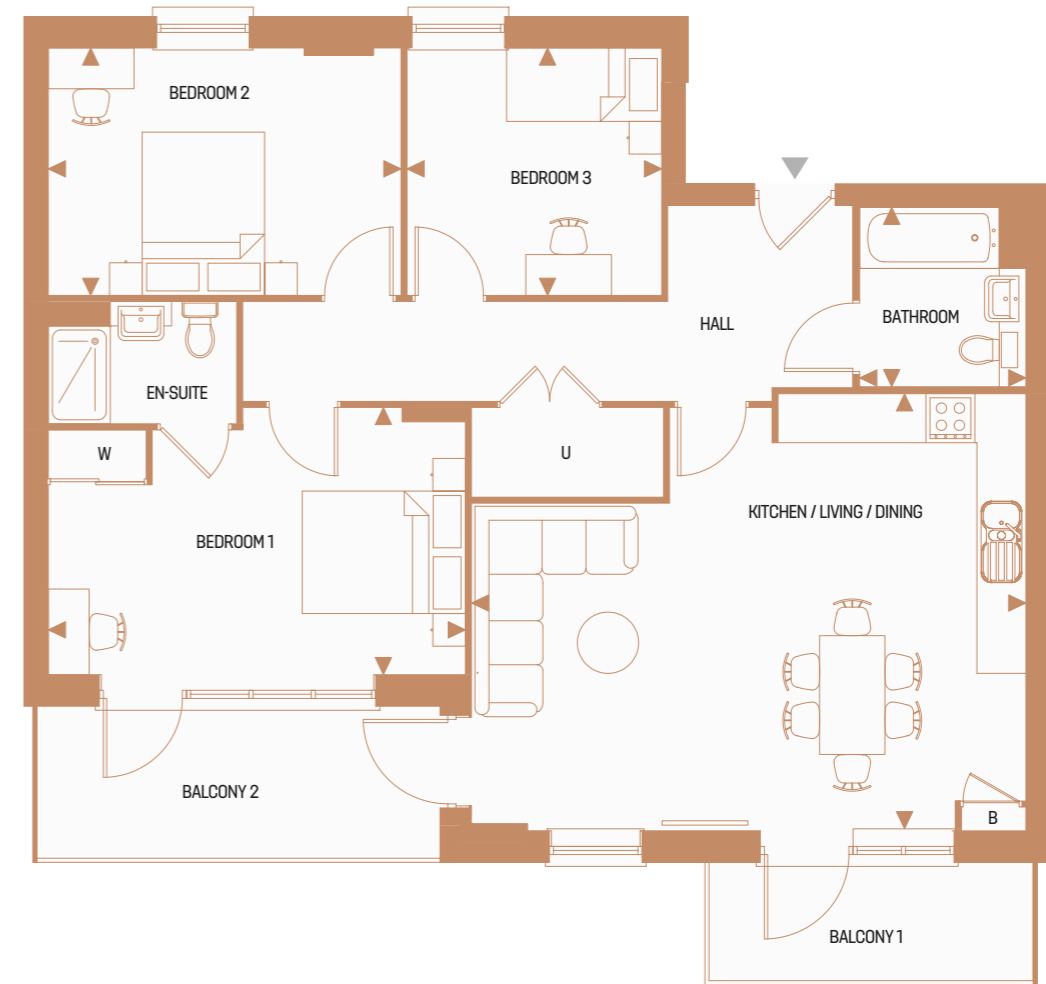 BEDROOM 2
BEDROOM 3
HALL
BATHROOM
EN-SUITE
W
U
KITCHEN / LIVING / DINING
BEDROOM 1
BALCONY 2
B
BALCONY 1